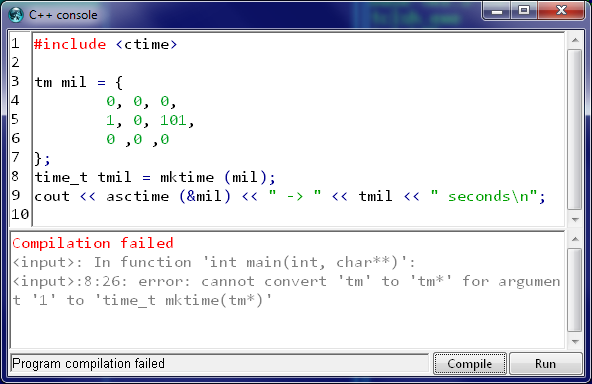 C++ console
1 #include <ctime>
2
3 tm mil = {
4 0, 0, 0,
5 1, 0, 101,
6 0 ,0 ,0
7 };
8 time_t tmil = mktime (mil);
9 cout << asctime (&mil) << " -> " << tmil << " seconds\n";
10
Compilation failed
<input>: In function 'int main(int, char**)':
<input>:8:26: error: cannot convert 'tm' to 'tm*' for argumen
t '1' to 'time_t mktime(tm*)'
Program compilation failed
Compile
Run